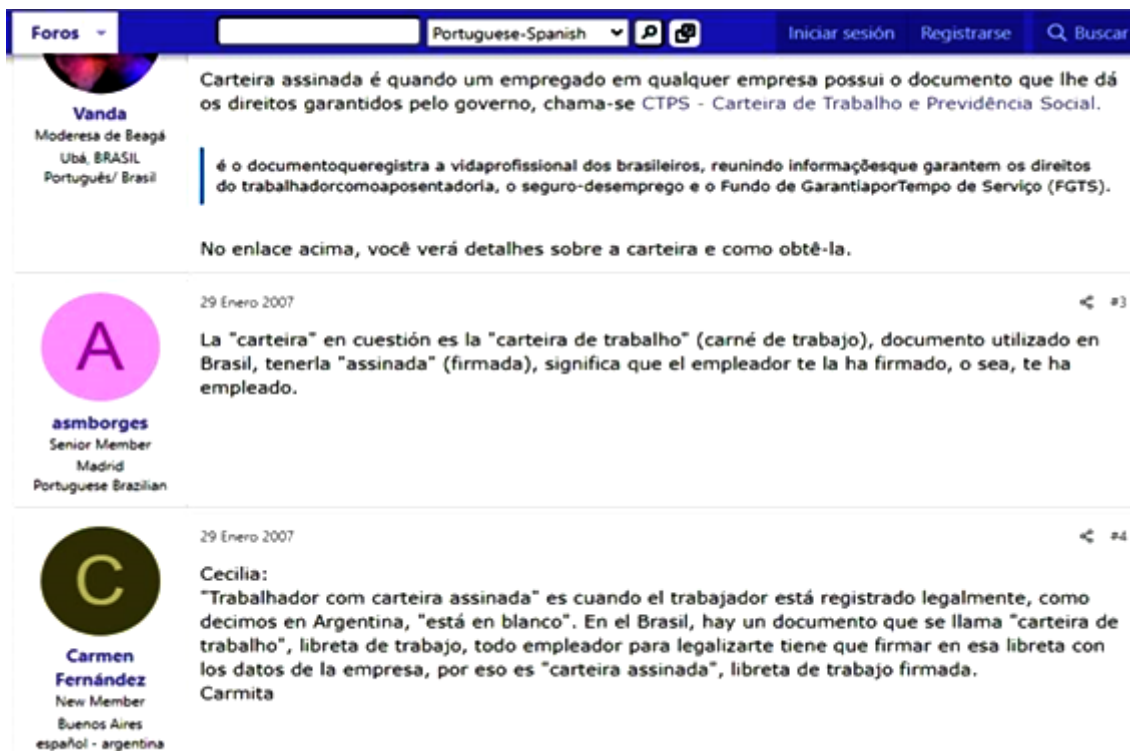 Foros
Portuguese-Spanish
Iniciar sesión Registrarse Buscar
Vanda
Moderesa de Beagá
Ubá, BRASIL
Português/ Brasil
Carteira assinada é quando um empregado em qualquer empresa possui o documento que lhe dá
os direitos garantidos pelo governo, chama-se CTPS - Carteira de Trabalho e Previdência Social.
é o documentoqueregistra a vidaprofissional dos brasileiros, reunindo informaçõesque garantem os direitos
do trabalhadorcomoaposentadoria, o seguro-desemprego e o Fundo de GarantiaporTempo de Serviço (FGTS).
No enlace acima, você verá detalhes sobre a carteira e como obtê-la.
A
asmborges
Senior Member
Madrid
Portuguese Brazilian
29 Enero 2007
#3
La "carteira" en cuestión es la "carteira de trabalho" (carné de trabajo), documento utilizado en
Brasil, tenerla "assinada" (firmada), significa que el empleador te la ha firmado, o sea, te ha
empleado.
C
Carmen
Fernández
New Member
Buenos Aires
español - argentina
29 Enero 2007
#4
Cecilia:
"Trabalhador com carteira assinada" es cuando el trabajador está registrado legalmente, como
decimos en Argentina, "está en blanco". En el Brasil, hay un documento que se llama "carteira de
trabalho", libreta de trabajo, todo empleador para legalizarte tiene que firmar en esa libreta con
los datos de la empresa, por eso es "carteira assinada", libreta de trabajo firmada.
Carmita